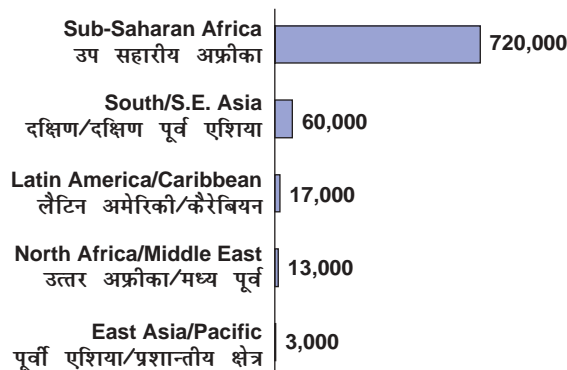 Sub-Saharan Africa
उप सहारीय अफ्रीका
720,000
South/S.E. Asia
दक्षिण/दक्षिण पूर्व एशिया
60,000
Latin America/Caribbean
लैटिन अमेरिकी/कैरेबियन
17,000
North Africa/Middle East
उत्तर अफ्रीका/मध्य पूर्व
13,000
East Asia/Pacific
पूर्वी एशिया/प्रशान्तीय क्षेत्र
3,000